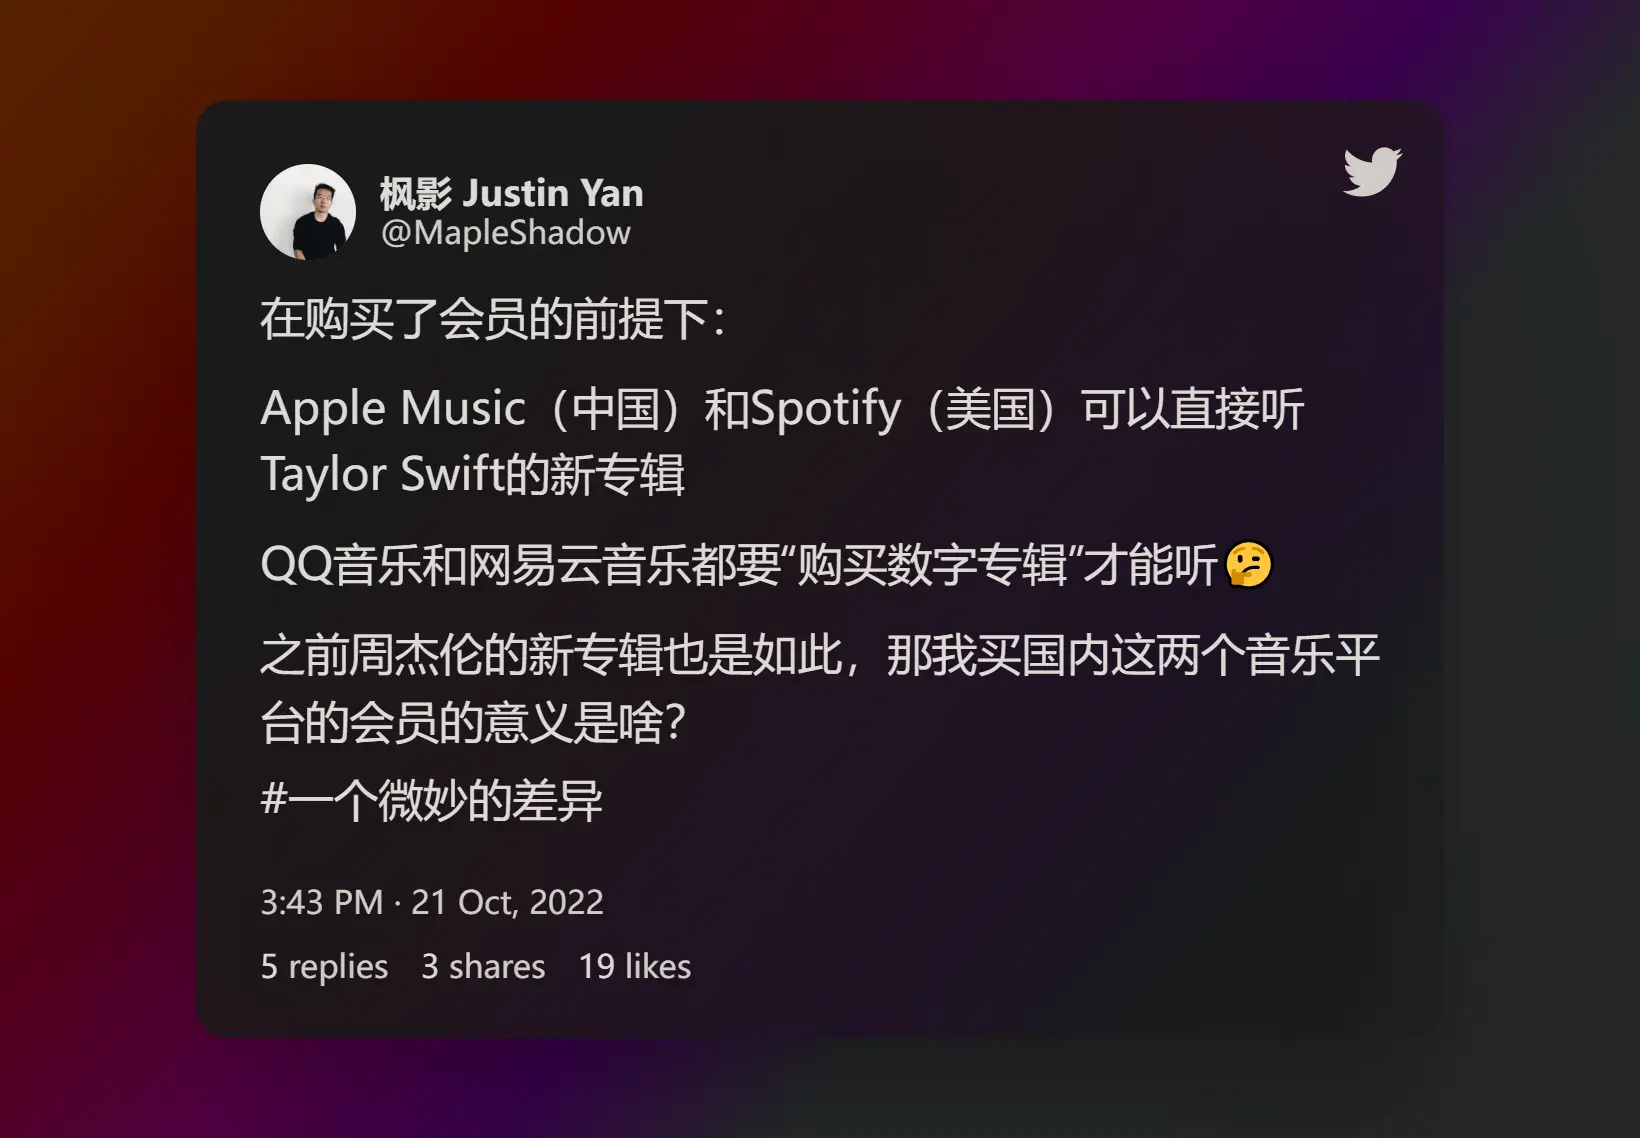 枫影 Justin Yan
@MapleShadow
在购买了会员的前提下：
Apple Music（中国）和Spotify（美国）可以直接听
Taylor Swift的新专辑
QQ音乐和网易云音乐都要“购买数字专辑”才能听🤔
之前周杰伦的新专辑也是如此，那我买国内这两个音乐平
台的会员的意义是啥？
#一个微妙的差异
3:43 PM · 21 Oct, 2022
5 replies 3 shares 19 likes